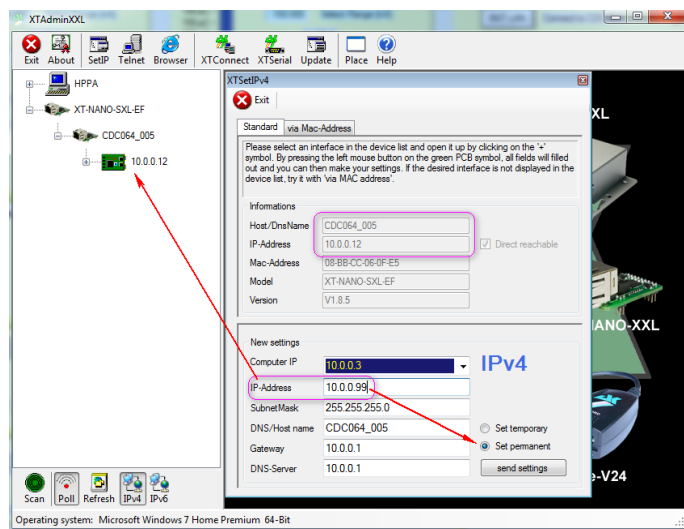 XTAdminXXL
Exit About SetIP Telnet Browser XTConnect XTSerial Update Place Help
HPPA
XT-NANO-SXL-EF
CDC064_005
10.0.0.12
XTSetIPv4
Exit
Standard via Mac-Address
Please select an interface in the device list and open it up by clicking on the '+'
symbol. By pressing the left mouse button on the green PCB symbol, all fields will filled
out and you can then make your settings. If the desired interface is not displayed in the
device list, try it with 'via MAC address'.
Informations
Host/DnsName CDC064_005
IP-Address 10.0.0.12 Direct reachable
Mac-Address 08-BB-CC-06-0F-E5
Model XT-NANO-SXL-EF
Version V1.8.5
New settings
Computer IP 10.0.0.3 IPv4
IP-Address 10.0.0.99
SubnetMask 255.255.255.0
DNS/Host name CDC064_005 Set temporary
Gateway 10.0.0.1 Set permanent
DNS-Server 10.0.0.1 send settings
XL
ANO-XXL
e-V24
Scan Poll Refresh IPv4 IPv6
Operating system: Microsoft Windows 7 Home Premium 64-Bit